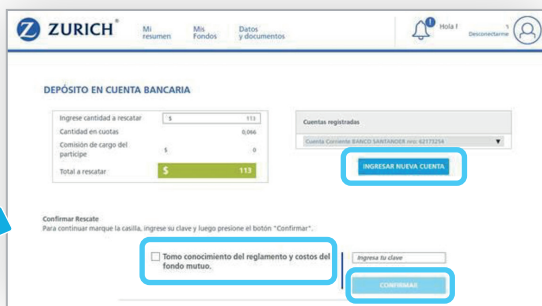 ZURICH®
Mi resumen
Mis Fondos
Datos y documentos
Hola !
Desconectarme
DEPÓSITO EN CUENTA BANCARIA
Ingrese cantidad a rescatar $ 113
Cantidad en cuotas 0,066
Comisión de cargo del partícipe $ 0
Total a rescatar $ 113
Cuentas registradas
Cuenta Corriente BANCO SANTANDER nro: 62173254
INGRESAR NUEVA CUENTA
Confirmar Rescate
Para continuar marque la casilla, ingrese su clave y luego presione el botón "Confirmar".
Tomo conocimiento del reglamento y costos del
fondo mutuo.
Ingresa tu clave
CONFIRMAR